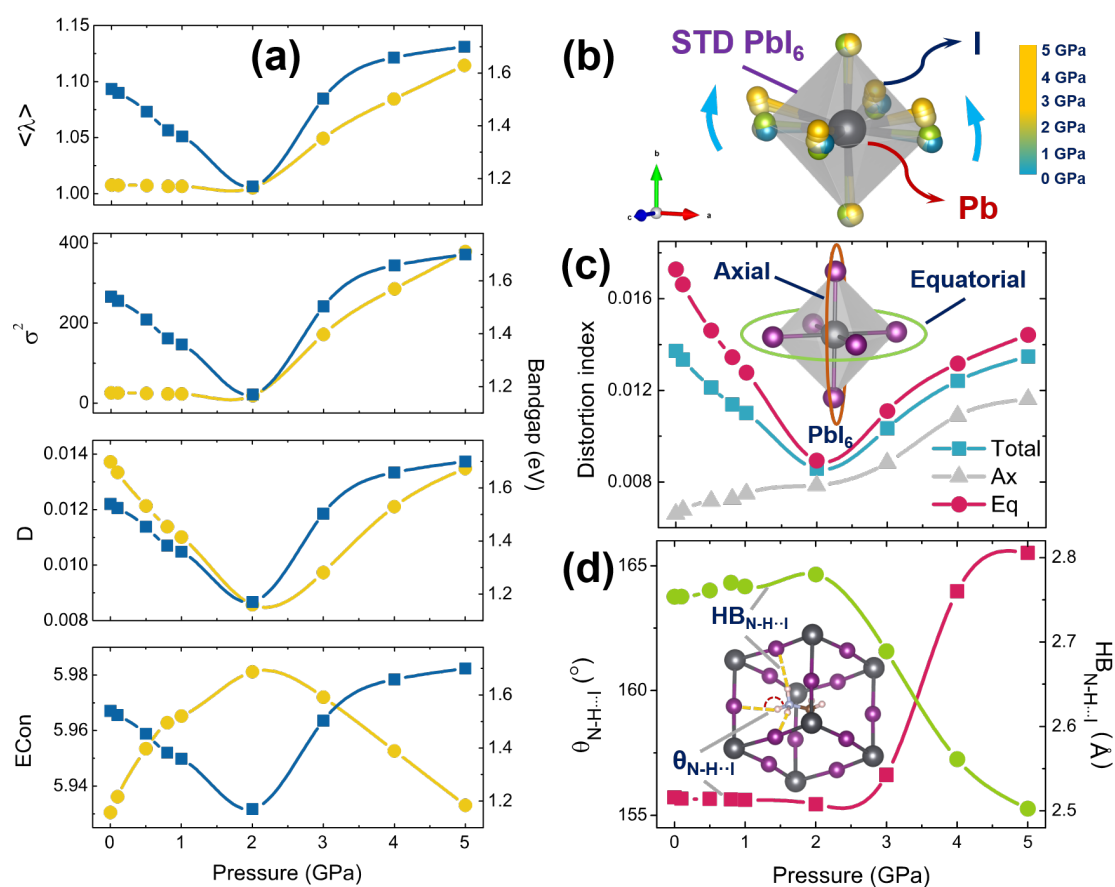 (a)
1.15
1.10
1.05
1.00
<λ>
1.6
1.4
1.2
400
200
0
σ²
1.6
1.4
1.2
Bandgap (eV)
0.014
0.012
0.010
0.008
D
1.6
1.4
1.2
5.98
5.96
5.94
ECon
1.6
1.4
1.2
0 1 2 3 4 5
Pressure (GPa)
(b)
STD PbI₆
I
Pb
b
c
a
5 GPa
4 GPa
3 GPa
2 GPa
1 GPa
0 GPa
(c)
Axial
Equatorial
PbI₆
0.016
0.012
0.008
Distortion index
Total
Ax
Eq
(d)
165
160
155
θN-H...I (°)
HBN-H··I
θN-H··I
2.8
2.7
2.6
2.5
HBN-H...I (Å)
0 1 2 3 4 5
Pressure (GPa)